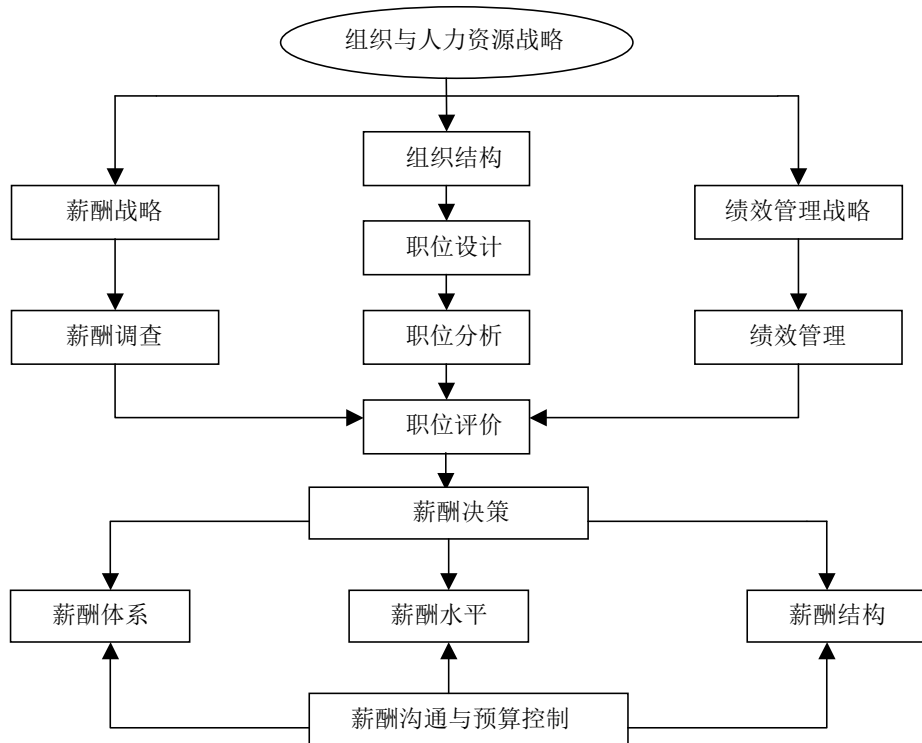 组织与人力资源战略
组织结构
薪酬战略
绩效管理战略
职位设计
薪酬调查
职位分析
绩效管理
职位评价
薪酬决策
薪酬体系
薪酬水平
薪酬结构
薪酬沟通与预算控制